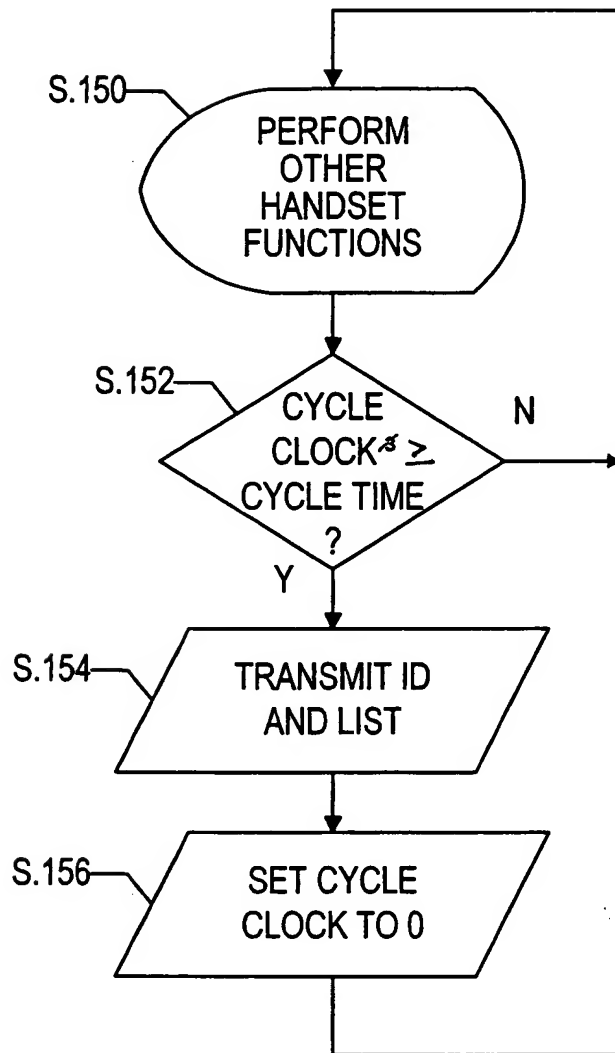 S.150
PERFORM
OTHER
HANDSET
FUNCTIONS
S.152
CYCLE
CLOCK ≥
CYCLE TIME
?
N
Y
S.154
TRANSMIT ID
AND LIST
S.156
SET CYCLE
CLOCK TO 0